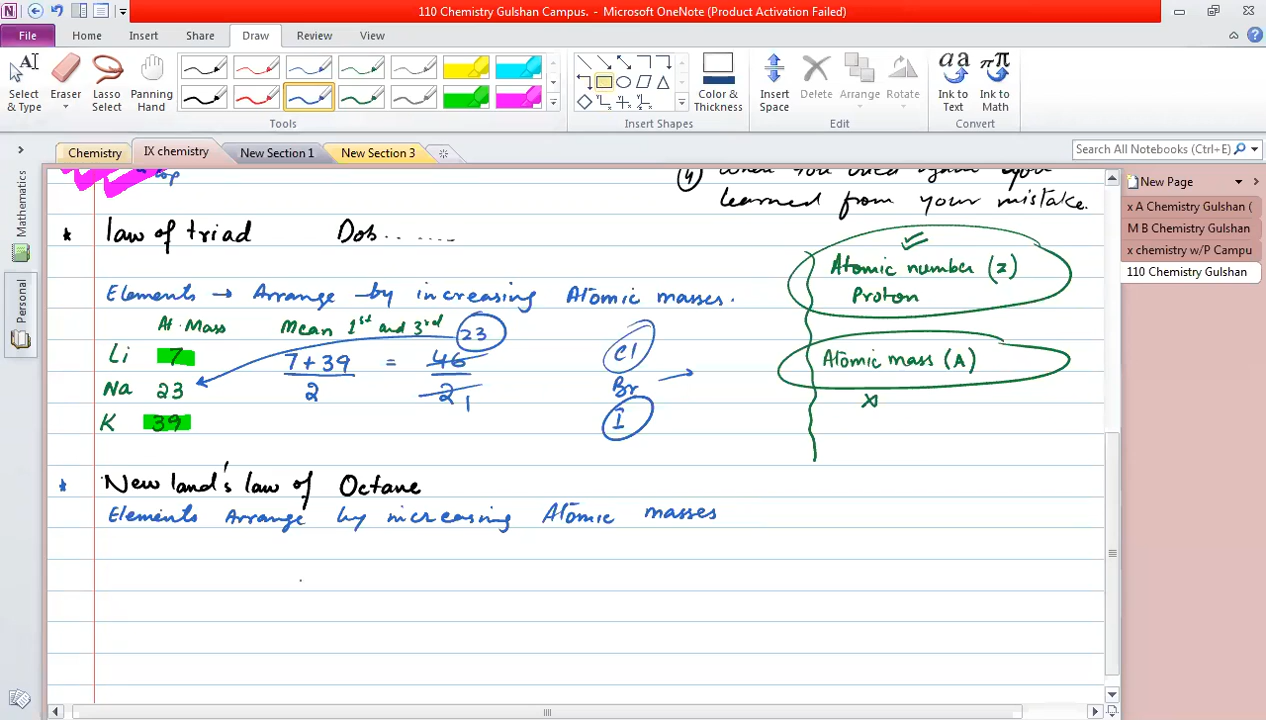 110 Chemistry Gulshan Campus. - Microsoft OneNote (Product Activation Failed)
File Home Insert Share Draw Review View
Select & Type
Eraser
Lasso Select
Panning Hand
Color & Thickness
Insert Space
Delete
Arrange
Rotate
Ink to Text
Ink to Math
Tools Insert Shapes Edit Convert
Chemistry IX chemistry New Section 1 New Section 3
Search All Notebooks (Ctrl+E)
Mathematics
Personal
New Page
x A Chemistry Gulshan (
M B Chemistry Gulshan
x chemistry w/P Campu
110 Chemistry Gulshan
top
(4)
learned from your mistake.
* law of triad Dob.......
Elements → Arrange by increasing Atomic masses.
At. Mass Mean 1st and 3rd 23
Li 7 7+39 = 46
Na 23 2 2 1
K 39
Cl
Br →
I
Atomic number (z)
Proton
Atomic mass (A)
x
* New land's law of Octane
Elements Arrange by increasing Atomic masses